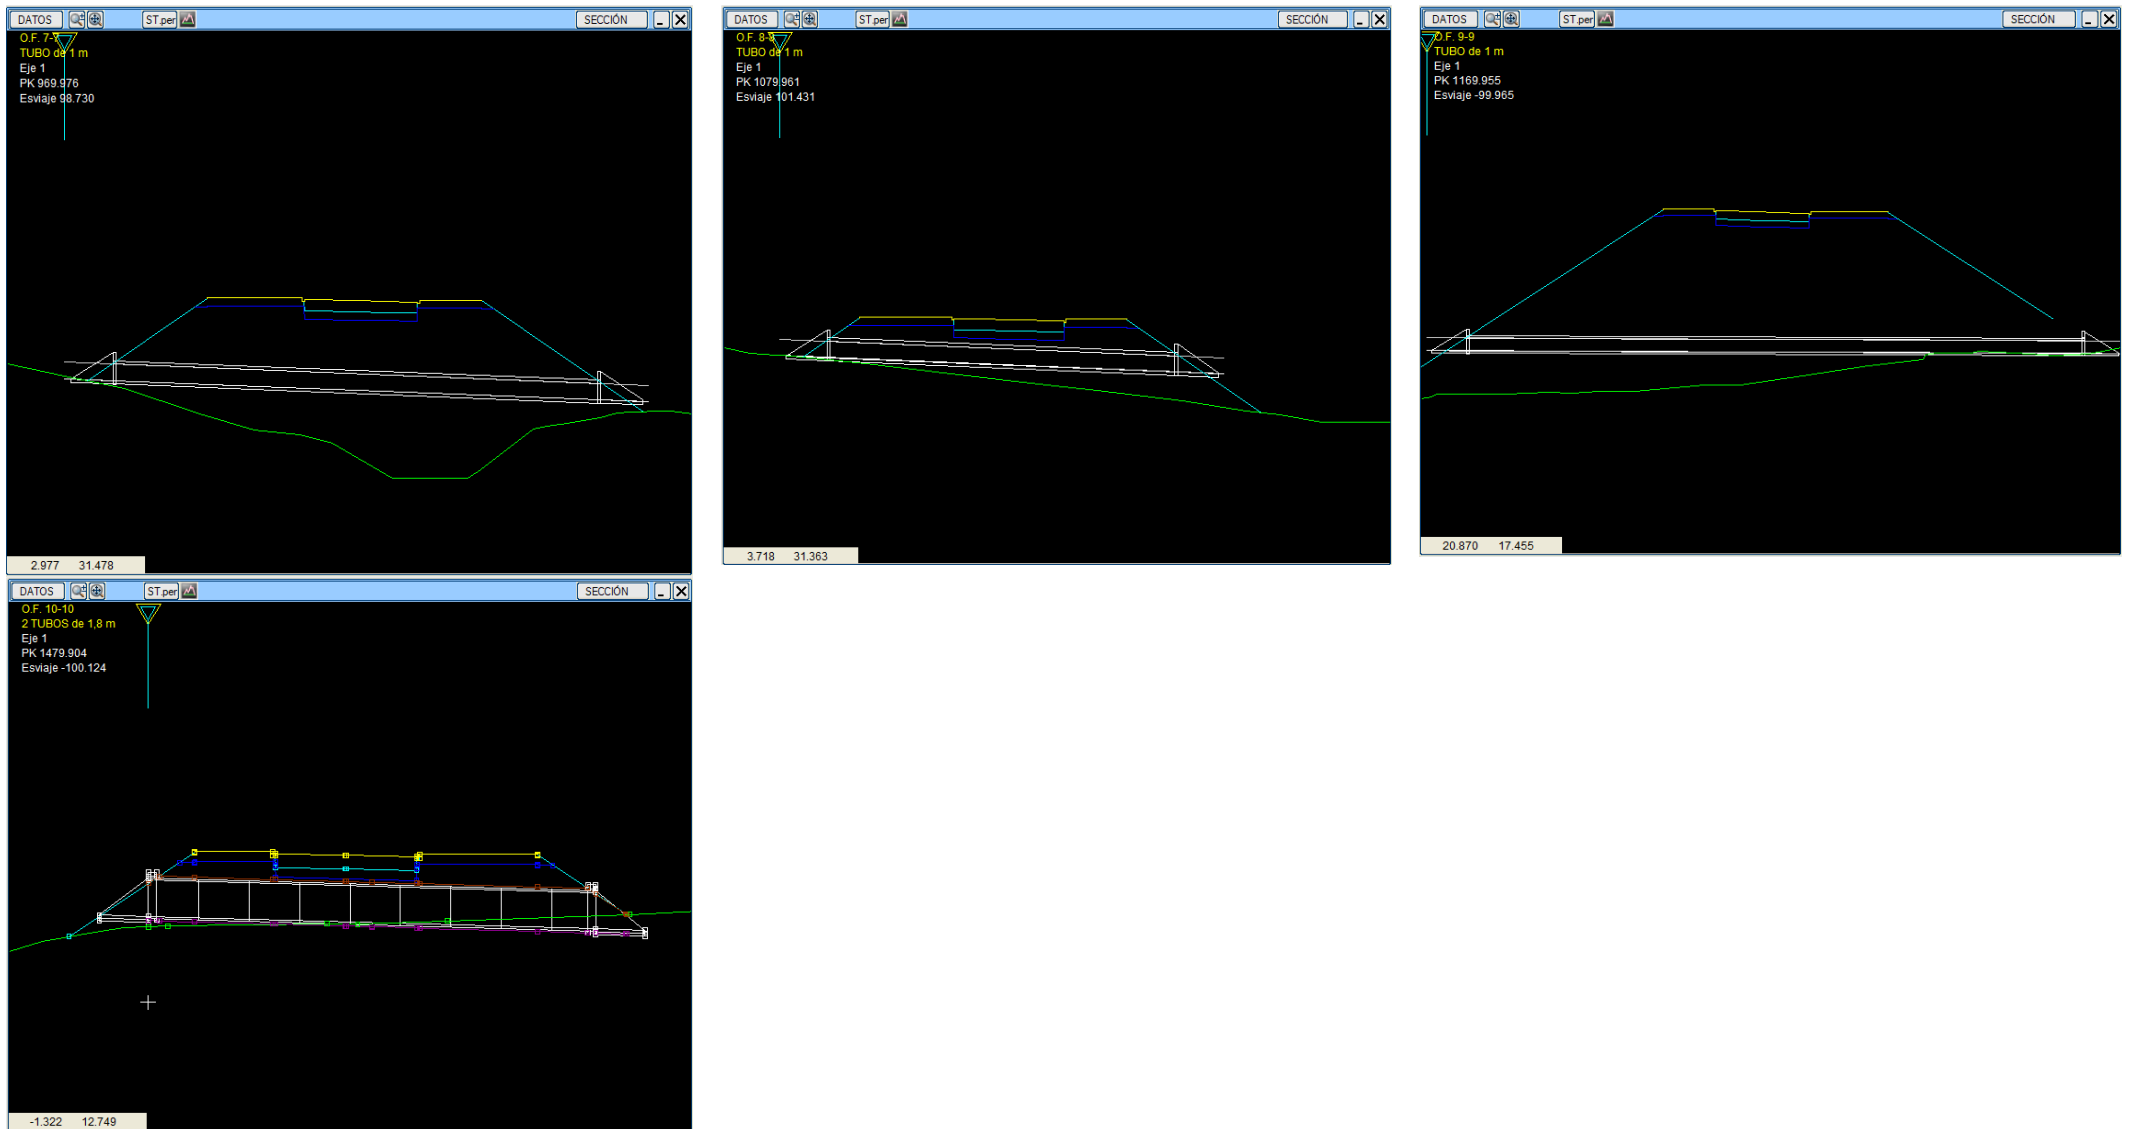 DATOS ST.per SECCIÓN
O.F. 7-7
TUBO de 1 m
Eje 1
PK 969.976
Esviaje 98.730
2.977 31.478
DATOS ST.per SECCIÓN
O.F. 8-8
TUBO de 1 m
Eje 1
PK 1079.961
Esviaje 101.431
3.718 31.363
DATOS ST.per SECCIÓN
O.F. 9-9
TUBO de 1 m
Eje 1
PK 1169.955
Esviaje -99.965
20.870 17.455
DATOS ST.per SECCIÓN
O.F. 10-10
2 TUBOS de 1,8 m
Eje 1
PK 1479.904
Esviaje -100.124
-1.322 12.749